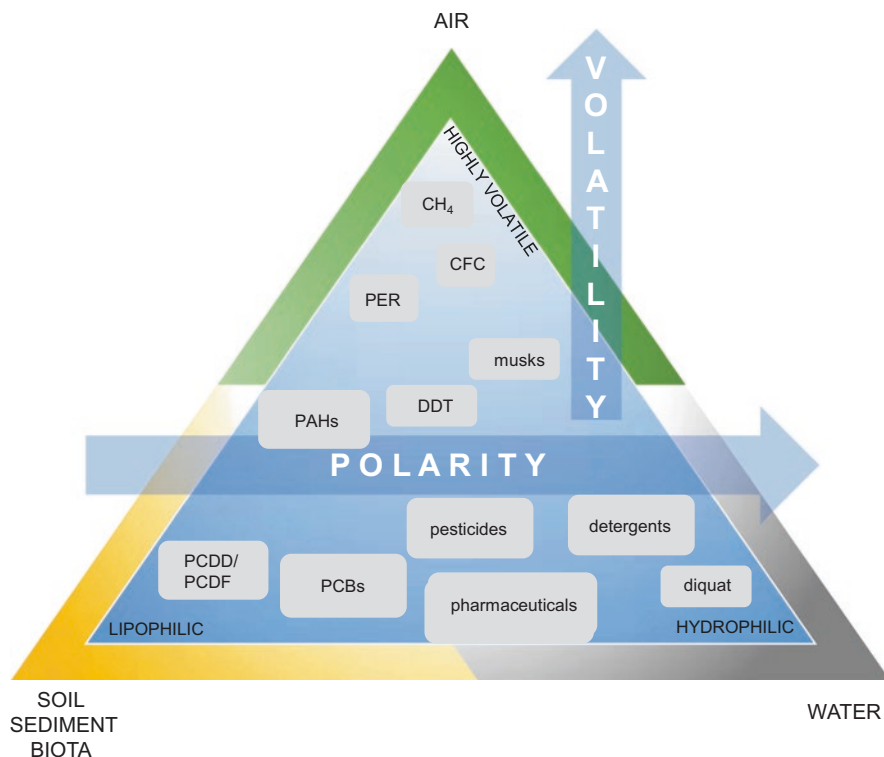 AIR
VOLATILITY
HIGHLY VOLATILE
CH₄
CFC
PER
musks
DDT
PAHs
POLARITY
pesticides
detergents
PCDD/
PCDF
PCBs
diquat
pharmaceuticals
LIPOPHILIC
HYDROPHILIC
SOIL
SEDIMENT
BIOTA
WATER